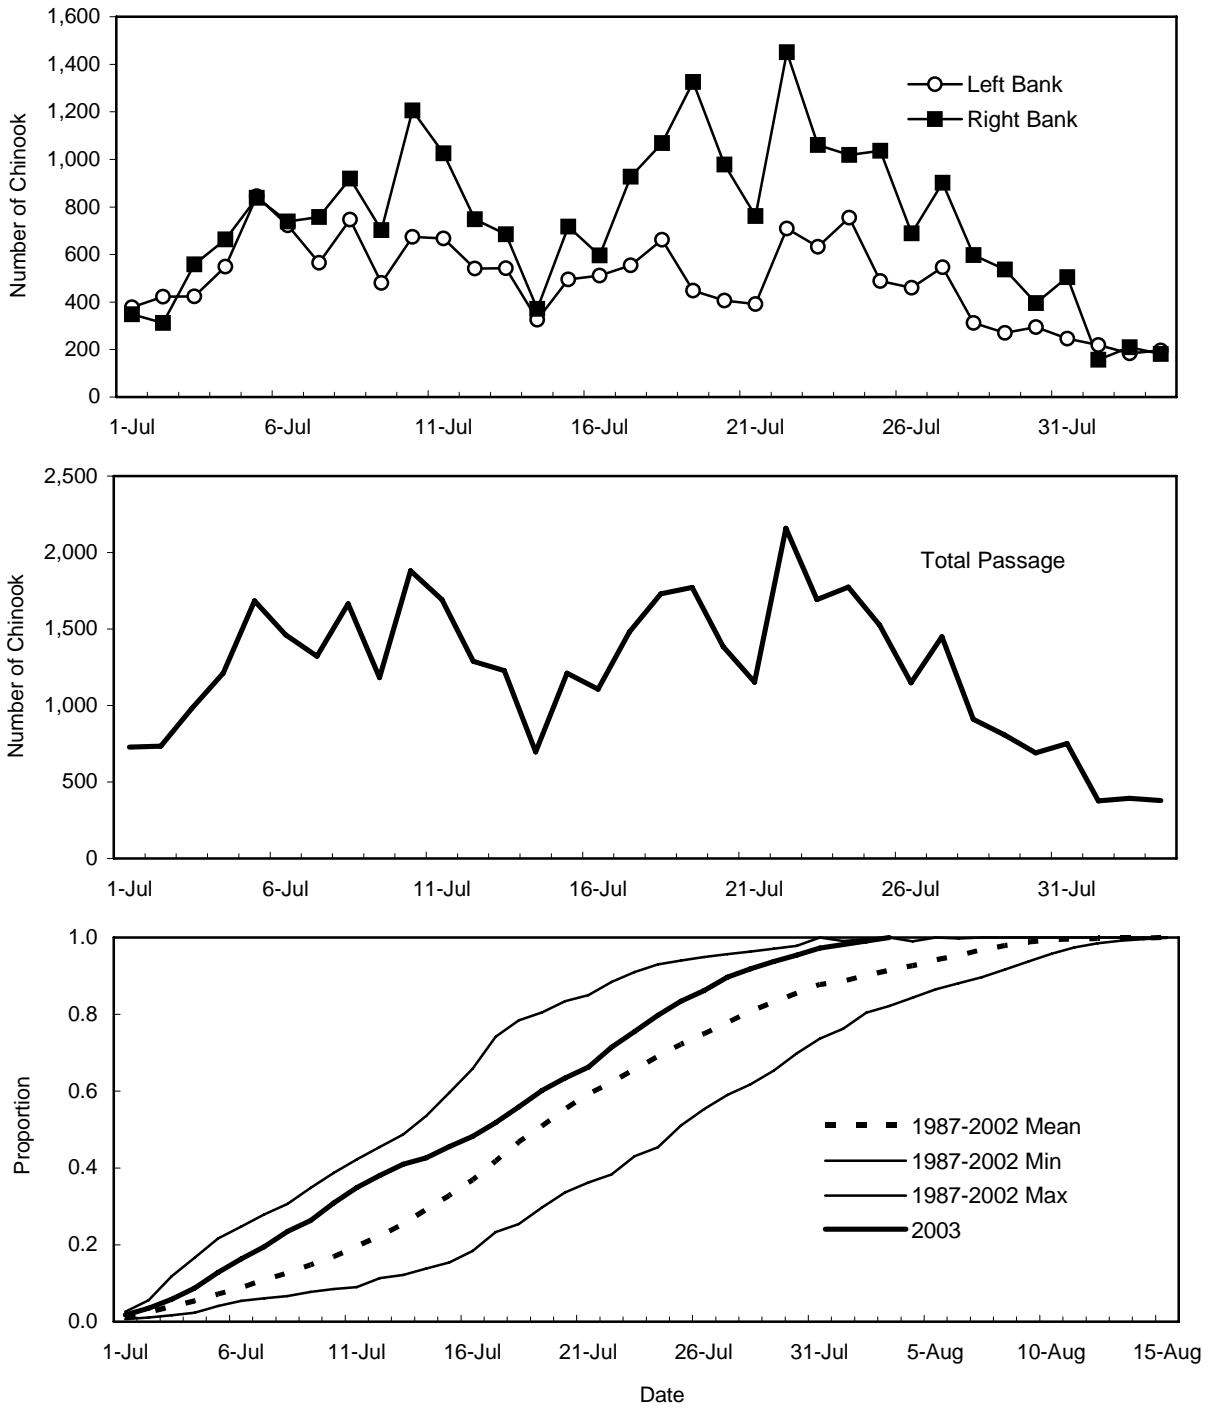 1,600
1,400
1,200
1,000
800
600
400
200
0
Number of Chinook
Left Bank
Right Bank
1-Jul 6-Jul 11-Jul 16-Jul 21-Jul 26-Jul 31-Jul
2,500
2,000
1,500
1,000
500
0
Number of Chinook
Total Passage
1-Jul 6-Jul 11-Jul 16-Jul 21-Jul 26-Jul 31-Jul
1.0
0.8
0.6
0.4
0.2
0.0
Proportion
1987-2002 Mean
1987-2002 Min
1987-2002 Max
2003
1-Jul 6-Jul 11-Jul 16-Jul 21-Jul 26-Jul 31-Jul 5-Aug 10-Aug 15-Aug
Date